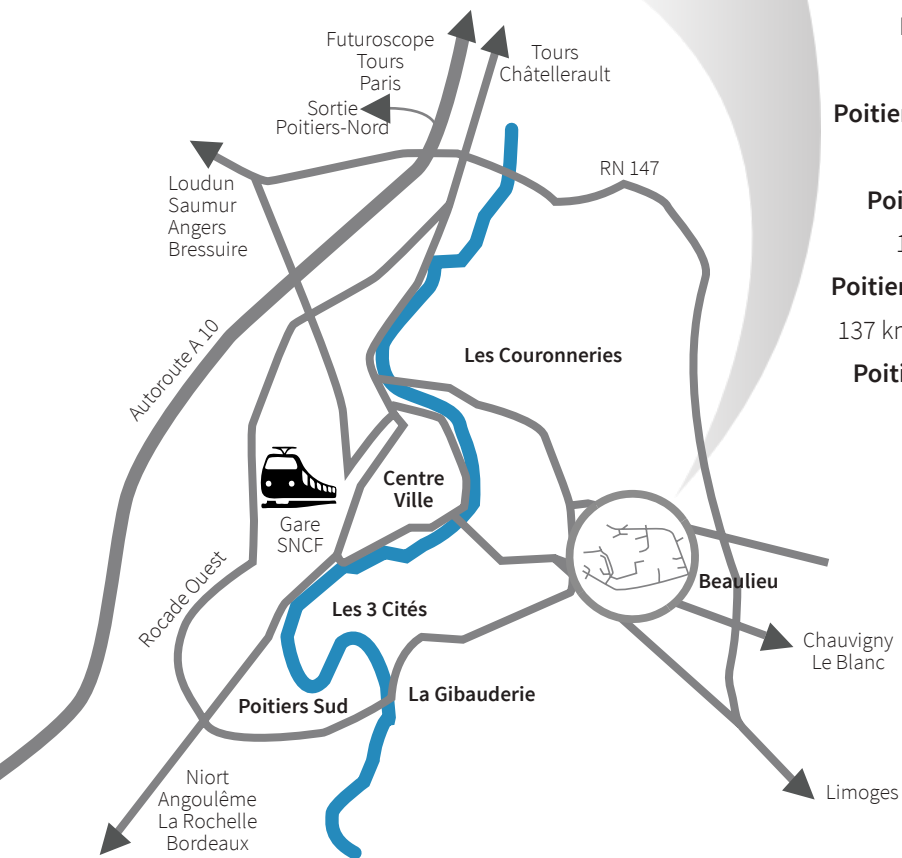 Futuroscope
Tours
Paris
Tours
Châtellerault
Sortie
Poitiers-Nord
Loudun
Saumur
Angers
Bressuire
RN 147
Autoroute A 10
Les Couronneries
Centre
Ville
Gare
SNCF
Rocade Ouest
Beaulieu
Les 3 Cités
Chauvigny
Le Blanc
La Gibauderie
Poitiers Sud
Niort
Angoulême
La Rochelle
Bordeaux
Limoges
137 km